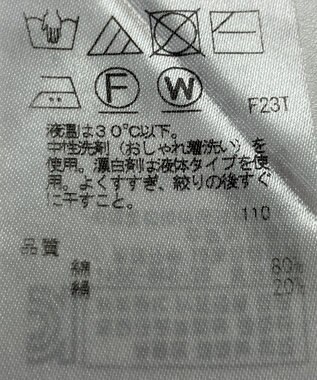 F W
F23T
液温は30℃以下。
中性洗剤（おしゃれ着洗い）を
使用。漂白剤は液体タイプを使
用。よくすすぎ、絞りの後すぐ
に干すこと。
110
品質
綿 80%
絹 20%